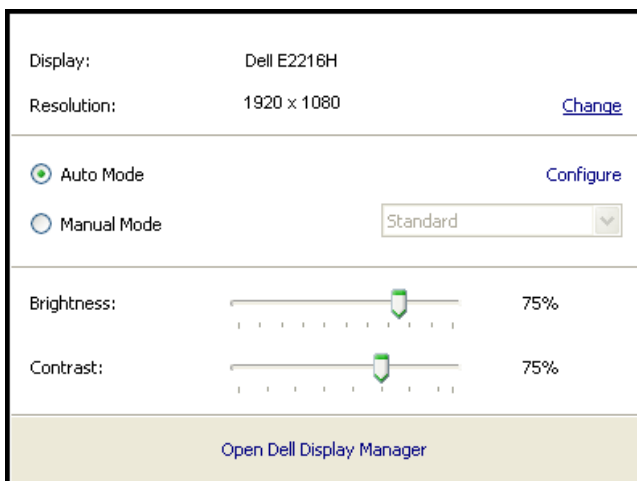 Display: Dell E2216H
Resolution: 1920 x 1080 Change
Auto Mode Configure
Manual Mode Standard
Brightness: 75%
Contrast: 75%
Open Dell Display Manager